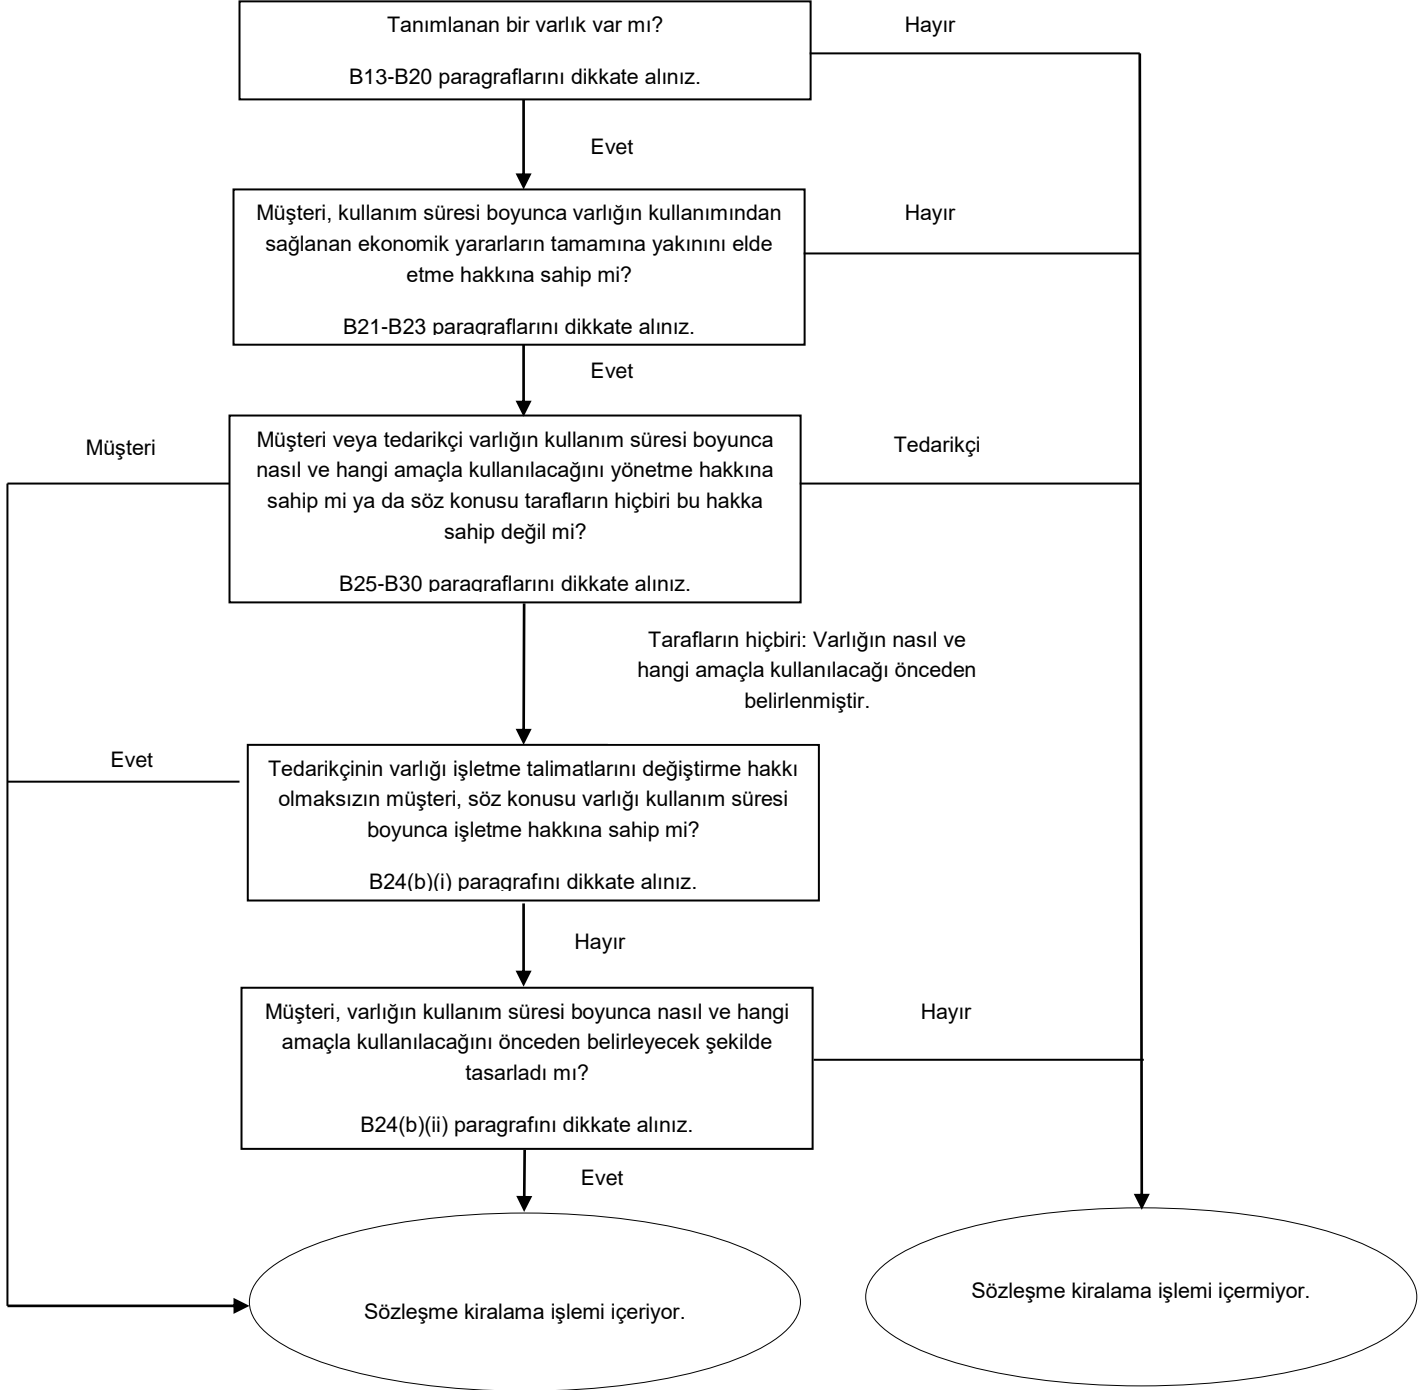 Tanımlanan bir varlık var mı?
B13-B20 paragraflarını dikkate alınız.
Hayır
Evet
Müşteri, kullanım süresi boyunca varlığın kullanımından
sağlanan ekonomik yararların tamamına yakınını elde
etme hakkına sahip mi?
B21-B23 paragraflarını dikkate alınız.
Hayır
Evet
Müşteri
Müşteri veya tedarikçi varlığın kullanım süresi boyunca
nasıl ve hangi amaçla kullanılacağını yönetme hakkına
sahip mi ya da söz konusu tarafların hiçbiri bu hakka
sahip değil mi?
B25-B30 paragraflarını dikkate alınız.
Tedarikçi
Tarafların hiçbiri: Varlığın nasıl ve
hangi amaçla kullanılacağı önceden
belirlenmiştir.
Evet
Tedarikçinin varlığı işletme talimatlarını değiştirme hakkı
olmaksızın müşteri, söz konusu varlığı kullanım süresi
boyunca işletme hakkına sahip mi?
B24(b)(i) paragrafını dikkate alınız.
Hayır
Müşteri, varlığın kullanım süresi boyunca nasıl ve hangi
amaçla kullanılacağını önceden belirleyecek şekilde
tasarladı mı?
B24(b)(ii) paragrafını dikkate alınız.
Hayır
Evet
Sözleşme kiralama işlemi içeriyor.
Sözleşme kiralama işlemi içermiyor.